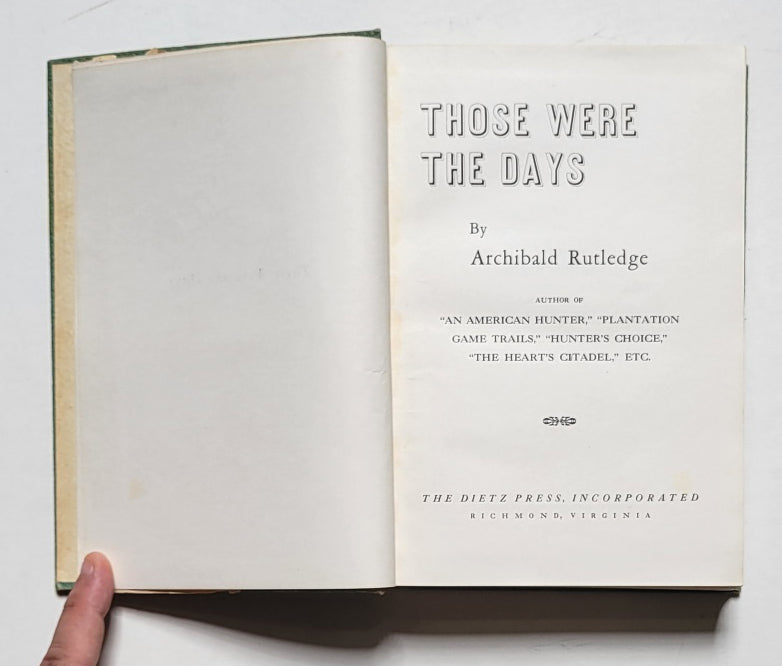 THOSE WERE
THE DAYS
By
Archibald Rutledge
AUTHOR OF
“AN AMERICAN HUNTER,” “PLANTATION
GAME TRAILS,” “HUNTER’S CHOICE,”
“THE HEART’S CITADEL,” ETC.
THE DIETZ PRESS, INCORPORATED
RICHMOND, VIRGINIA